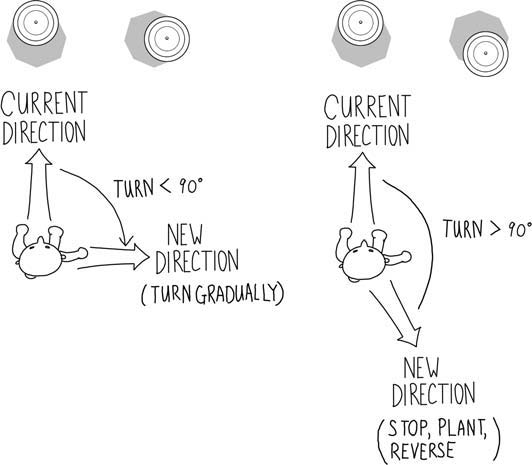 CURRENT
DIRECTION
TURN < 90°
NEW
DIRECTION
(TURN GRADUALLY)
CURRENT
DIRECTION
TURN > 90°
NEW
DIRECTION
(STOP, PLANT,
REVERSE)